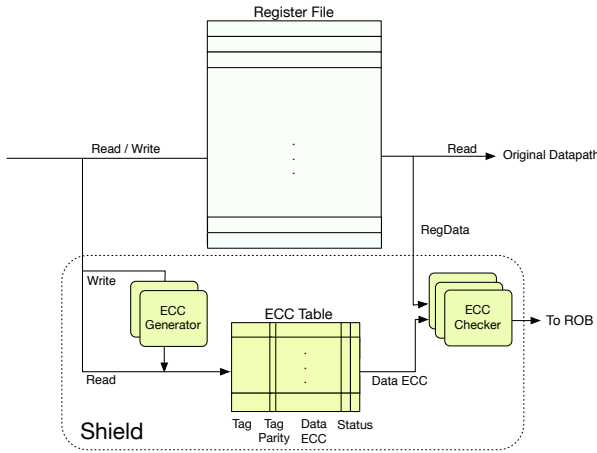 Register File
Read / Write
Read
Original Datapath
RegData
Write
ECC
Generator
ECC
Checker
To ROB
ECC Table
Read
Data ECC
Tag
Tag
Parity
Data
ECC
Status
Shield